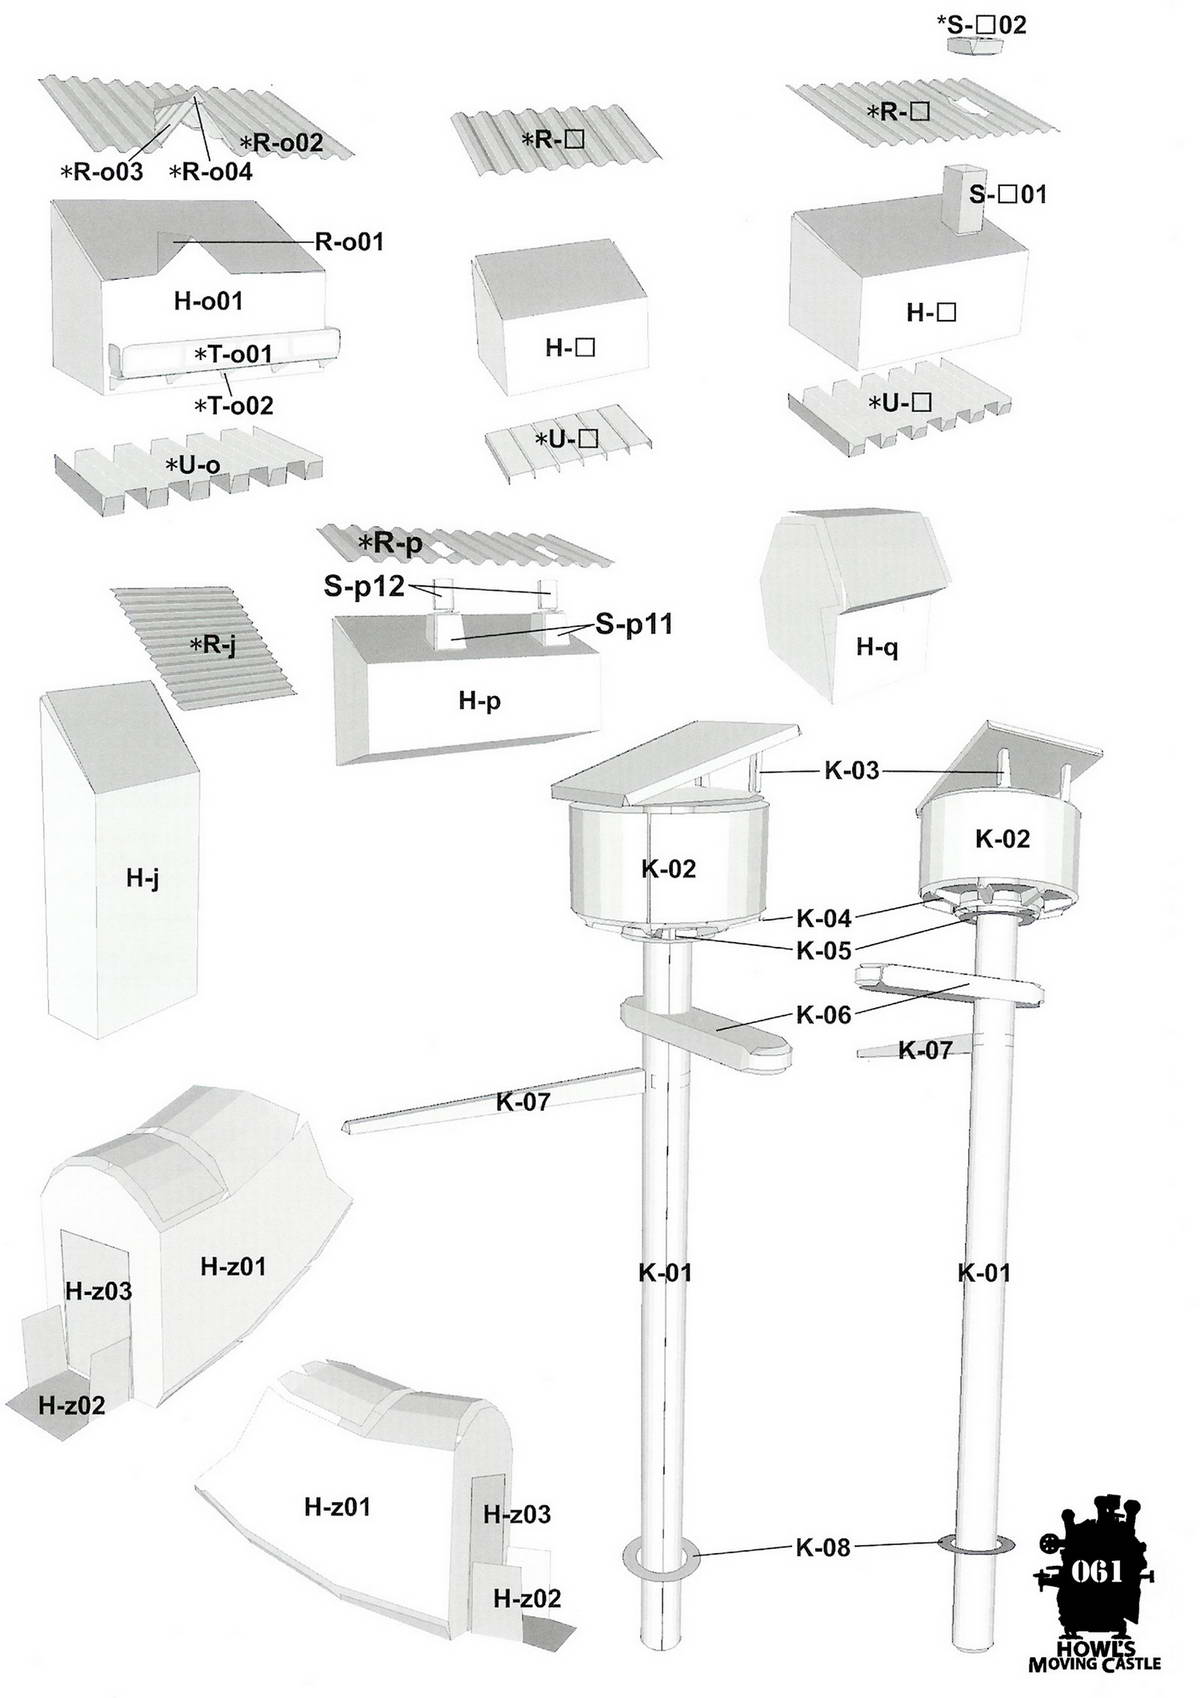 *S-□02
*R-□
*R-□
*R-o02
*R-o03
*R-o04
S-□01
R-o01
H-o01
H-□
H-□
*T-o01
*T-o02
*U-□
*U-□
*U-o
*R-p
S-p12
S-p11
*R-j
H-q
H-p
K-03
K-02
K-02
H-j
K-04
K-05
K-06
K-07
K-07
H-z01
K-01
K-01
H-z03
H-z02
H-z01
H-z03
K-08
H-z02
061
HOWL'S
MOVING CASTLE